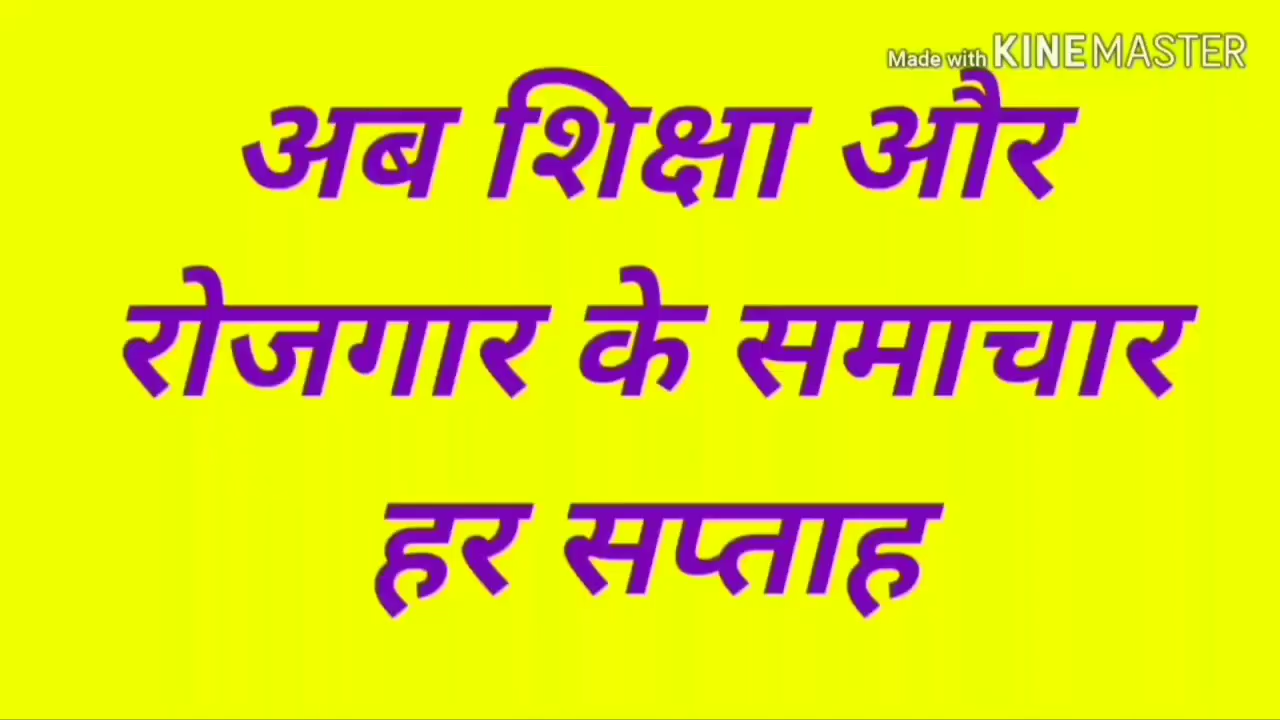 Made with KINEMASTER
अब शिक्षा और
रोजगार के समाचार
हर सप्ताह